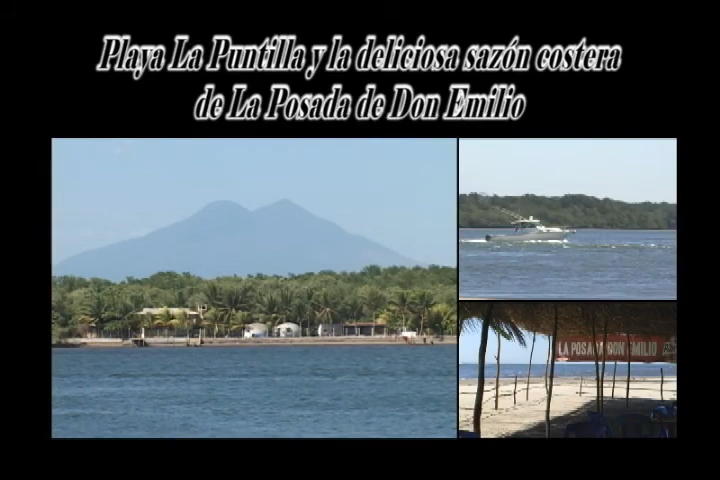 Playa La Puntilla y la deliciosa sazón costera
de La Posada de Don Emilio
LA POSADA DON EMILIO